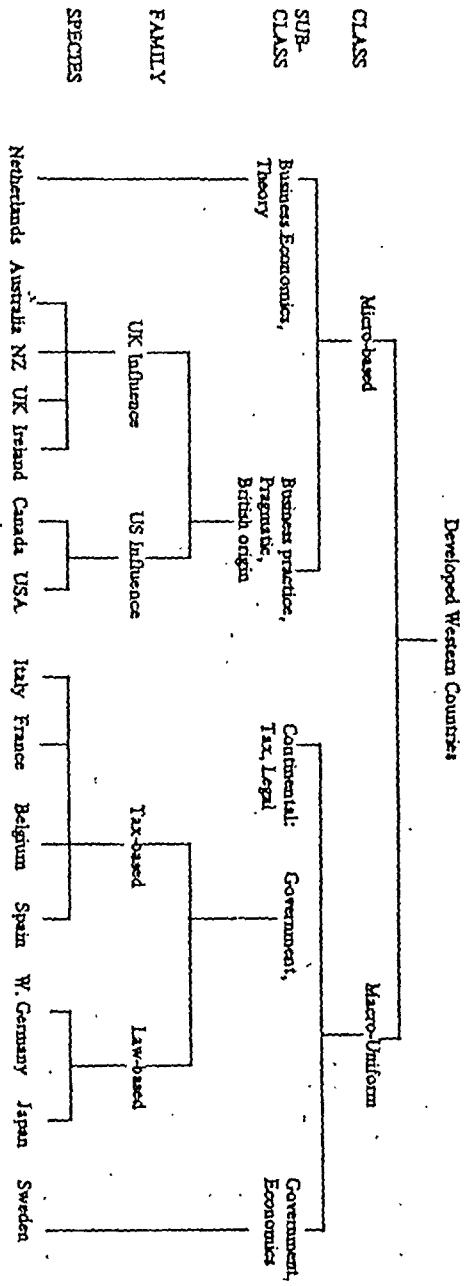 Developed Western Countries
CLASS
Micro-based
Macro-Uniform
SUB-
CLASS
Business Economics,
Theory
Business practice,
Pragmatic,
British origin
Continental:
Tax, Legal
Government,
Government,
Economics
FAMILY
UK Influence
US Influence
Tax-based
Law-based
SPECIES
Netherlands Australia NZ UK Ireland Canada USA Italy France Belgium Spain W. Germany Japan Sweden